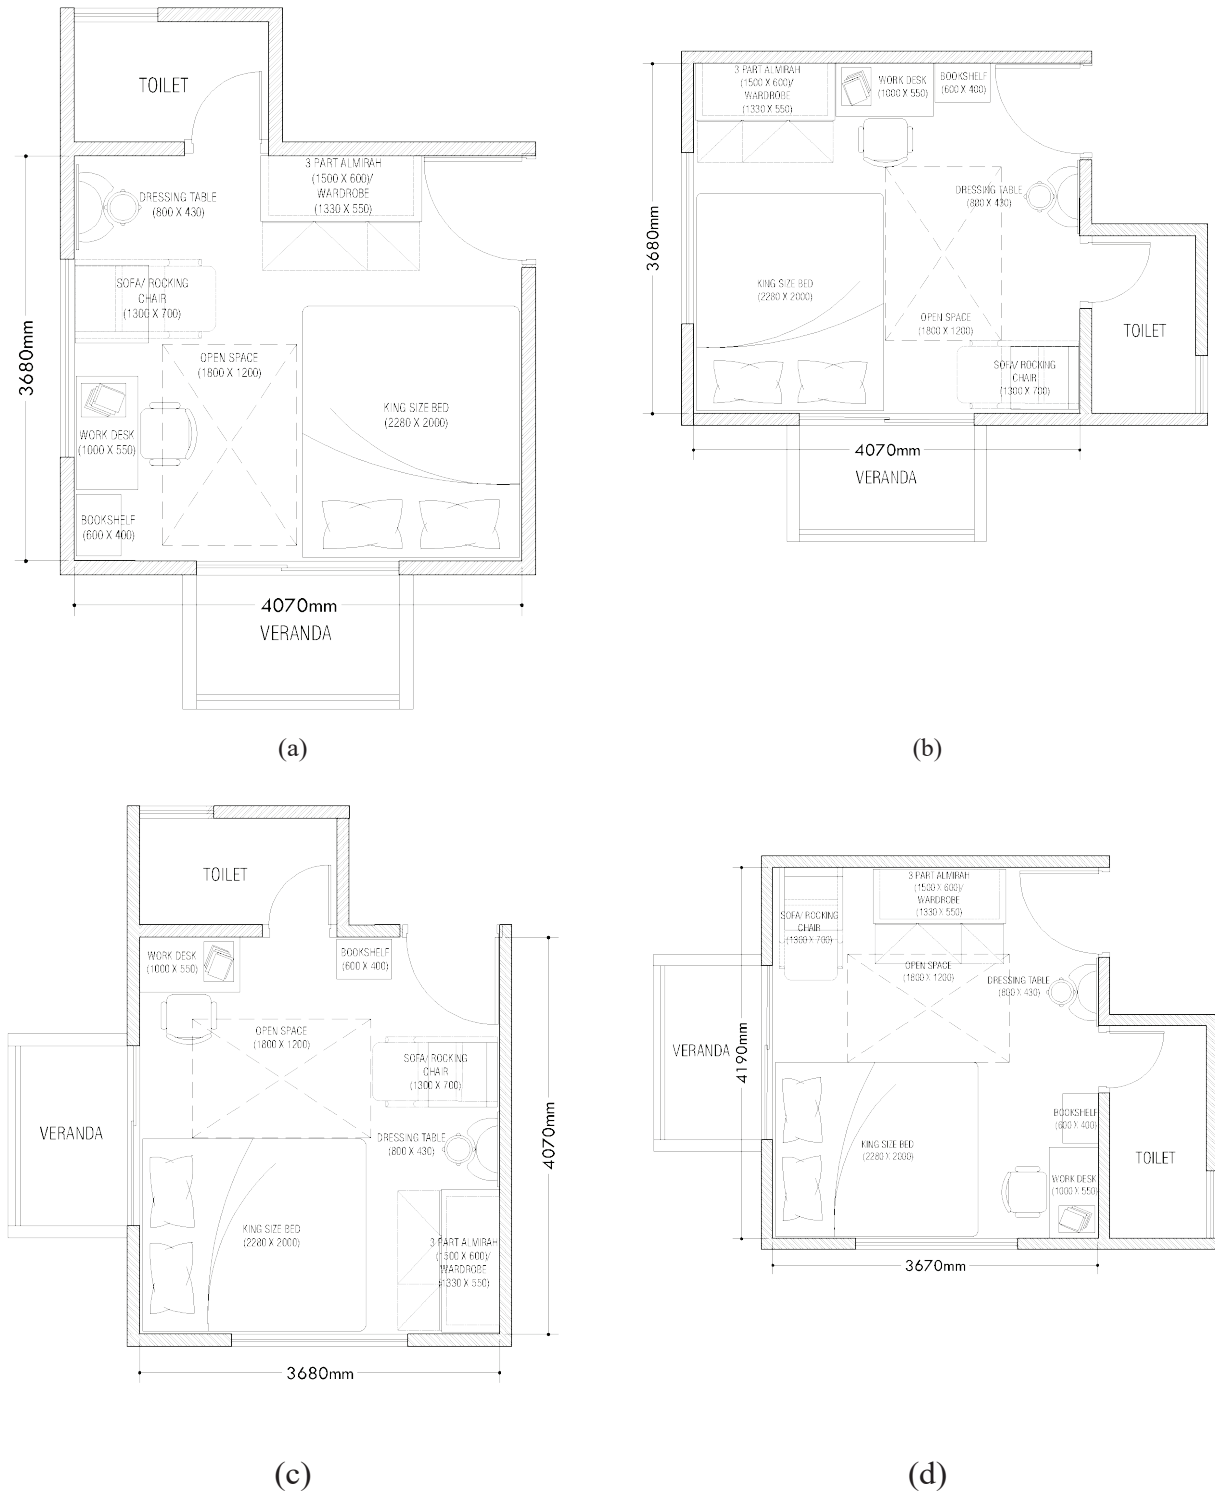 TOILET
3 PART ALMIRAH
(1500 X 600)/
WARDROBE
(1330 X 550)
DRESSING TABLE
(800 X 430)
SOFA/ ROCKING
CHAIR
(1300 X 700)
OPEN SPACE
(1800 X 1200)
3680mm
KING SIZE BED
(2280 X 2000)
WORK DESK
(1000 X 550)
BOOKSHELF
(600 X 400)
4070mm
VERANDA
(a)
3 PART ALMIRAH
(1500 X 600)/
WARDROBE
(1330 X 550)
WORK DESK
(1000 X 550)
BOOKSHELF
(600 X 400)
DRESSING TABLE
(800 X 430)
3680mm
KING SIZE BED
(2280 X 2000)
OPEN SPACE
(1800 X 1200)
TOILET
SOFA/ ROCKING
CHAIR
(1300 X 700)
4070mm
VERANDA
(b)
TOILET
WORK DESK
(1000 X 550)
BOOKSHELF
(600 X 400)
OPEN SPACE
(1800 X 1200)
SOFA/ ROCKING
CHAIR
(1300 X 700)
VERANDA
DRESSING TABLE
(800 X 430)
4070mm
KING SIZE BED
(2280 X 2000)
3 PART ALMIRAH
(1500 X 600)/
WARDROBE
(1330 X 550)
3680mm
(c)
3 PART ALMIRAH
(1500 X 600)/
WARDROBE
(1330 X 550)
SOFA/ ROCKING
CHAIR
(1300 X 700)
OPEN SPACE
(1800 X 1200)
DRESSING TABLE
(800 X 430)
VERANDA
4190mm
BOOKSHELF
(600 X 400)
KING SIZE BED
(2280 X 2000)
TOILET
WORK DESK
(1000 X 550)
3670mm
(d)